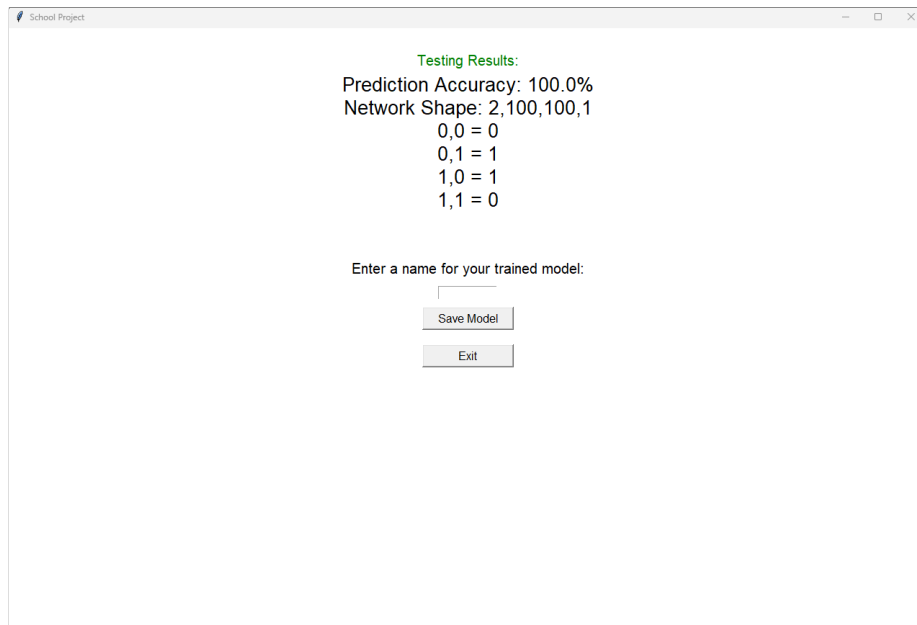 School Project
Testing Results:
Prediction Accuracy: 100.0%
Network Shape: 2,100,100,1
0,0 = 0
0,1 = 1
1,0 = 1
1,1 = 0
Enter a name for your trained model:
Save Model
Exit